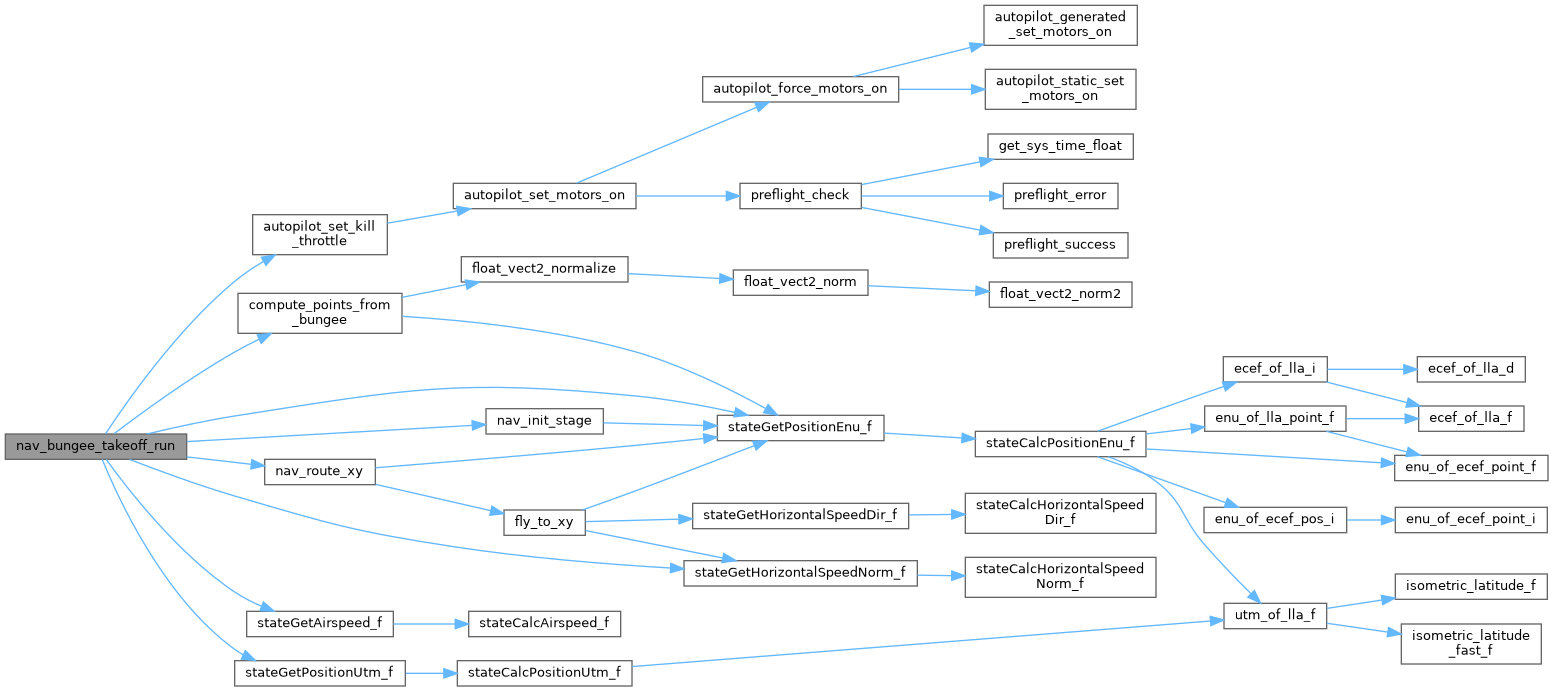 autopilot_generated
_set_motors_on
autopilot_force_motors_on
autopilot_static_set
_motors_on
get_sys_time_float
autopilot_set_motors_on
preflight_check
preflight_error
autopilot_set_kill
_throttle
preflight_success
float_vect2_normalize
float_vect2_norm
float_vect2_norm2
compute_points_from
_bungee
ecef_of_lla_i
ecef_of_lla_d
nav_init_stage
stateGetPositionEnu_f
enu_of_lla_point_f
ecef_of_lla_f
nav_bungee_takeoff_run
stateCalcPositionEnu_f
nav_route_xy
enu_of_ecef_point_f
fly_to_xy
stateGetHorizontalSpeedDir_f
stateCalcHorizontalSpeed
Dir_f
enu_of_ecef_pos_i
enu_of_ecef_point_i
stateGetHorizontalSpeedNorm_f
stateCalcHorizontalSpeed
Norm_f
isometric_latitude_f
stateGetAirspeed_f
stateCalcAirspeed_f
utm_of_lla_f
isometric_latitude
_fast_f
stateGetPositionUtm_f
stateCalcPositionUtm_f